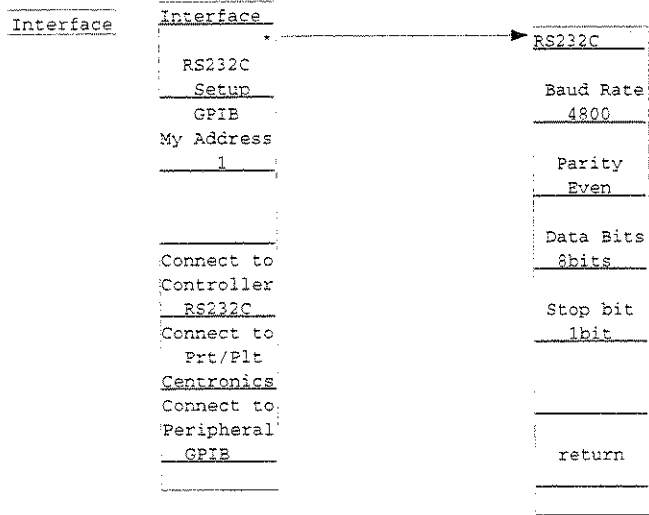 Interface
Interface
*
RS232C
Setup
GPIB
My Address
1
Connect to
Controller
RS232C
Connect to
Prt/Plt
Centronics
Connect to
Peripheral
GPIB
RS232C
Baud Rate
4800
Parity
Even
Data Bits
8bits
Stop bit
1bit
return